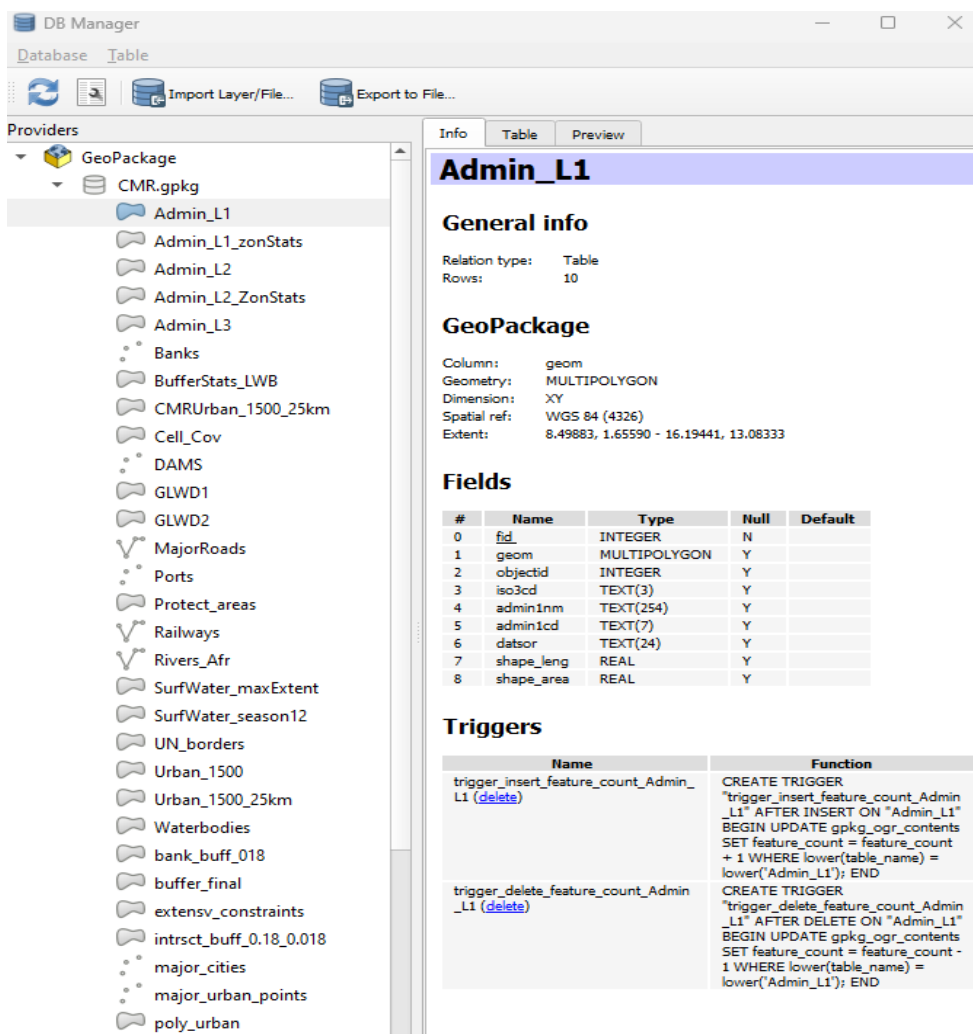 DB Manager
Database Table
Import Layer/File... Export to File...
Providers
GeoPackage
CMR.gpkg
Admin_L1
Admin_L1_zonStats
Admin_L2
Admin_L2_ZonStats
Admin_L3
Banks
BufferStats_LWB
CMRUrban_1500_25km
Cell_Cov
DAMS
GLWD1
GLWD2
MajorRoads
Ports
Protect_areas
Railways
Rivers_Afr
SurfWater_maxExtent
SurfWater_season12
UN_borders
Urban_1500
Urban_1500_25km
Waterbodies
bank_buff_018
buffer_final
extensv_constraints
intrsct_buff_0.18_0.018
major_cities
major_urban_points
poly_urban
Info Table Preview
Admin_L1
General info
Relation type: Table
Rows: 10
GeoPackage
Column: geom
Geometry: MULTIPOLYGON
Dimension: XY
Spatial ref: WGS 84 (4326)
Extent: 8.49883, 1.65590 - 16.19441, 13.08333
Fields
# Name Type Null Default
0 fid INTEGER N
1 geom MULTIPOLYGON Y
2 objectid INTEGER Y
3 iso3cd TEXT(3) Y
4 admin1nm TEXT(254) Y
5 admin1cd TEXT(7) Y
6 datsor TEXT(24) Y
7 shape_leng REAL Y
8 shape_area REAL Y
Triggers
Name Function
trigger_insert_feature_count_Admin_
L1 (delete)
CREATE TRIGGER
"trigger_insert_feature_count_Admin
_L1" AFTER INSERT ON "Admin_L1"
BEGIN UPDATE gpkg_ogr_contents
SET feature_count = feature_count
+ 1 WHERE lower(table_name) =
lower('Admin_L1'); END
trigger_delete_feature_count_Admin
_L1 (delete)
CREATE TRIGGER
"trigger_delete_feature_count_Admin
_L1" AFTER DELETE ON "Admin_L1"
BEGIN UPDATE gpkg_ogr_contents
SET feature_count = feature_count -
1 WHERE lower(table_name) =
lower('Admin_L1'); END